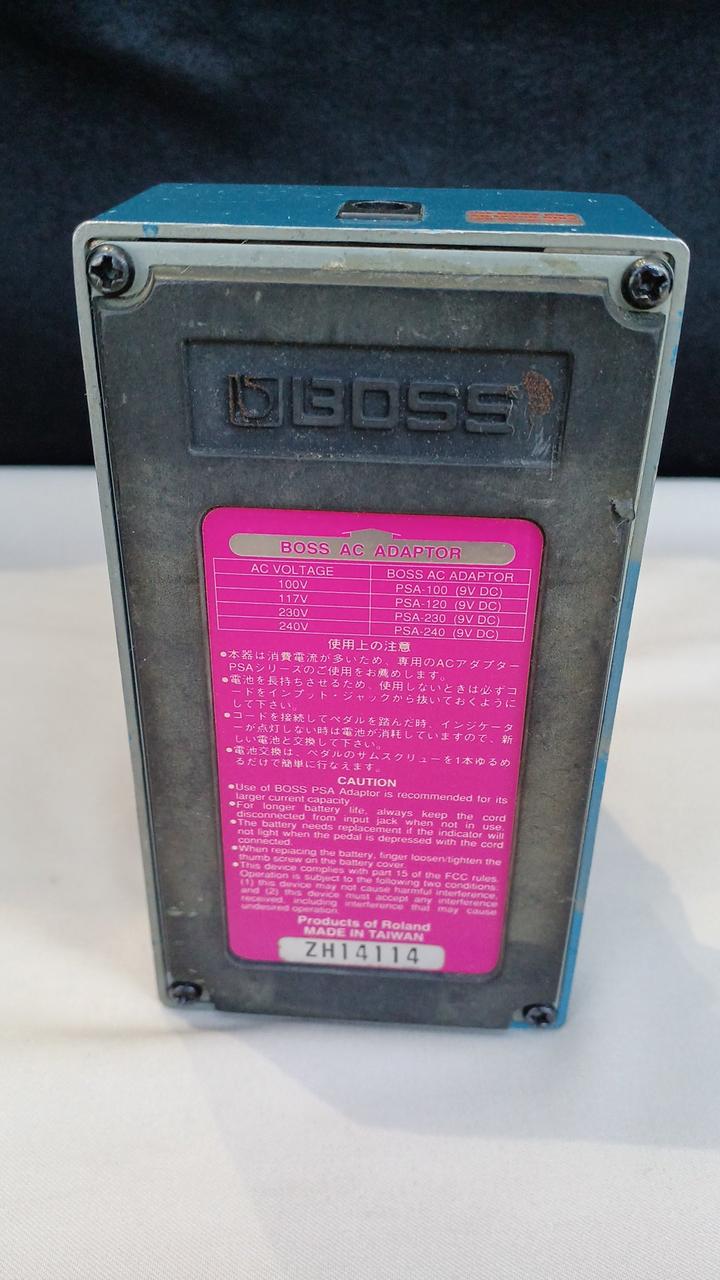 BOSS
BOSS AC ADAPTOR
AC VOLTAGE BOSS AC ADAPTOR
100V PSA-100 (9V DC)
117V PSA-120 (9V DC)
230V PSA-230 (9V DC)
240V PSA-240 (9V DC)
使用上の注意
●本器は消費電流が多いため、専用のACアダプター
PSAシリーズのご使用をお薦めします。
●電池を長持ちさせるため、使用しないときは必ずコ
ードをインプット・ジャックから抜いておくように
して下さい。
●コードを接続してペダルを踏んだ時、インジケータ
ーが点灯しない時は電池が消耗していますので、新
しい電池と交換して下さい。
●電池交換は、ペダルのサムスクリューを1本ゆるめ
るだけで簡単に行なえます。
CAUTION
●Use of BOSS PSA Adaptor is recommended for its
larger current capacity.
●For longer battery life, always keep the cord
disconnected from input jack when not in use.
●The battery needs replacement if the indicator will
not light when the pedal is depressed with the cord
connected.
●When replacing the battery, finger loosen/tighten the
thumb screw on the battery cover.
●This device complies with part 15 of the FCC rules.
Operation is subject to the following two conditions:
(1) this device may not cause harmful interference,
and (2) this device must accept any interference
received, including interference that may cause
undesired operation.
Products of Roland
MADE IN TAIWAN
ZH14114